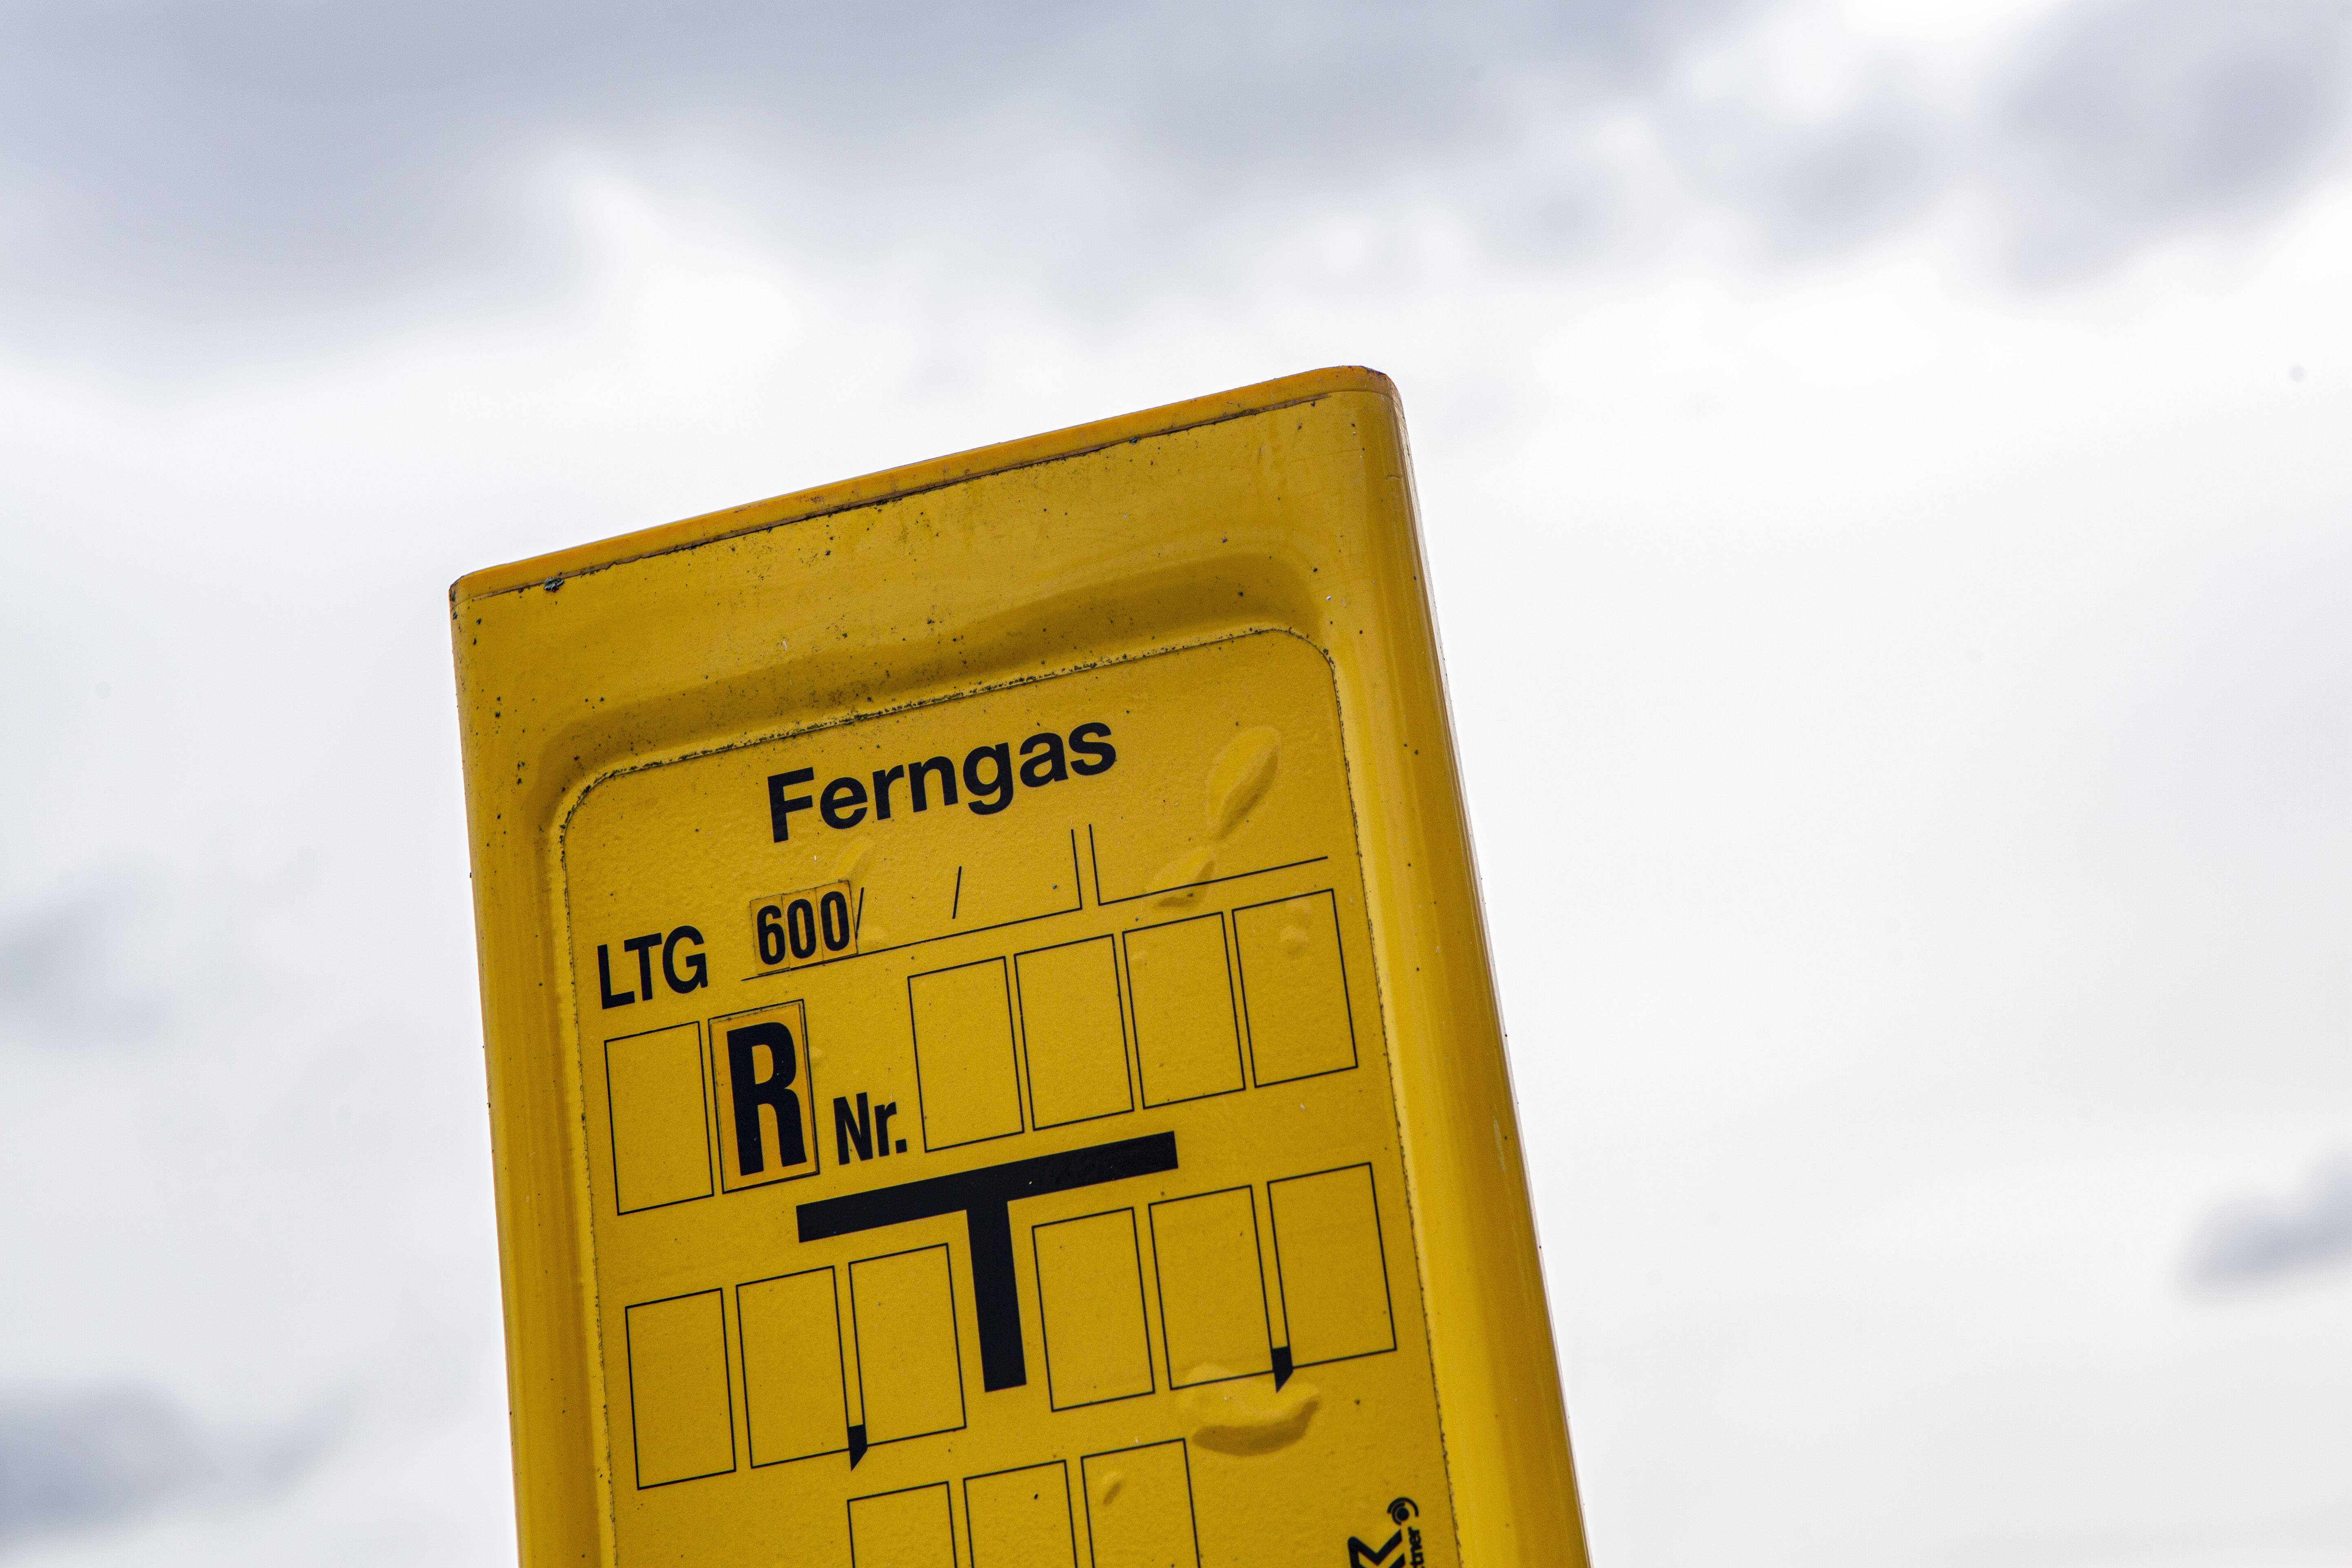 Ferngas
LTG 600/ /
R Nr.